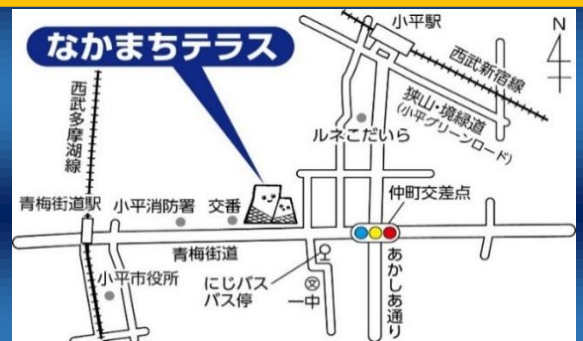 なかまちテラス
小平駅
N
西武新宿線
狭山・境緑道
(小平グリーンロード)
ルネこだいら
西武多摩湖線
青梅街道駅
小平消防署
交番
仲町交差点
青梅街道
にじバス
バス停
小平市役所
文
一中
あかしあ通り